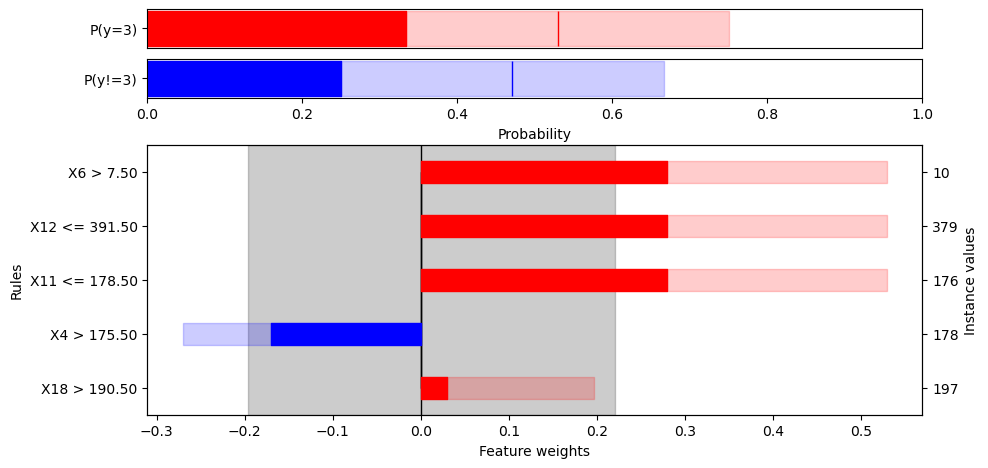 P(y=3)
P(y!=3)
0.0 0.2 0.4 0.6 0.8 1.0
Probability
X6 > 7.50 10
X12 <= 391.50 379
X11 <= 178.50 176
X4 > 175.50 178
X18 > 190.50 197
Rules
Instance values
−0.3 −0.2 −0.1 0.0 0.1 0.2 0.3 0.4 0.5
Feature weights